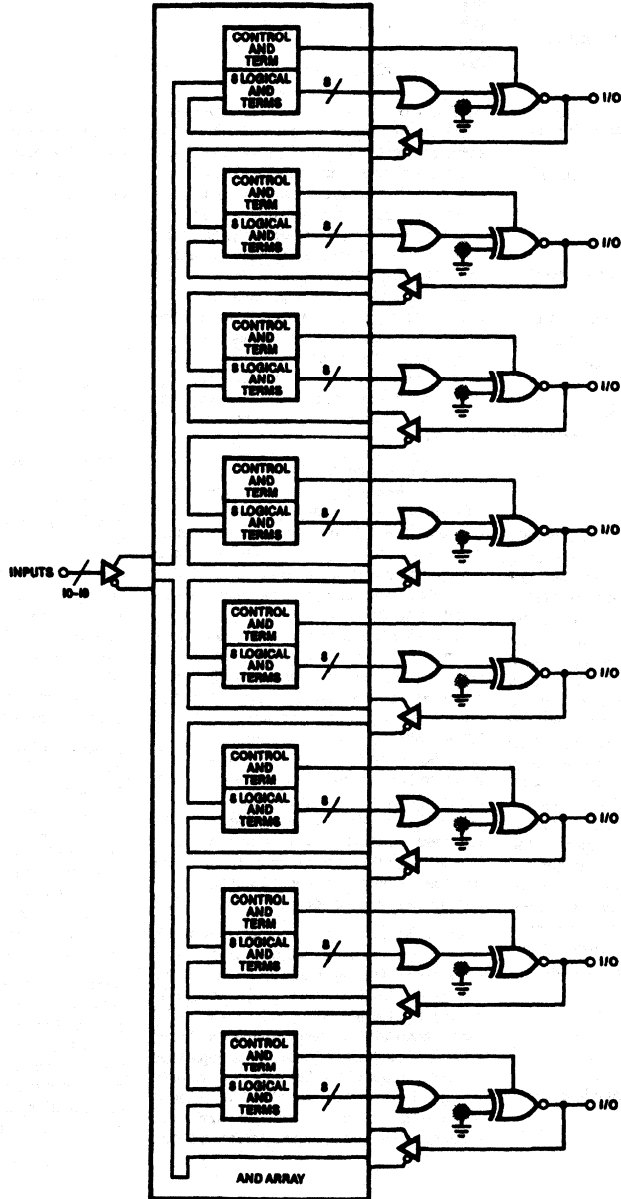 CONTROL
AND
TERM
8 LOGICAL
AND
TERMS
8
I/O
CONTROL
AND
TERM
8 LOGICAL
AND
TERMS
8
I/O
CONTROL
AND
TERM
8 LOGICAL
AND
TERMS
8
I/O
CONTROL
AND
TERM
8 LOGICAL
AND
TERMS
8
I/O
INPUTS
I0-I9
CONTROL
AND
TERM
8 LOGICAL
AND
TERMS
8
I/O
CONTROL
AND
TERM
8 LOGICAL
AND
TERMS
8
I/O
CONTROL
AND
TERM
8 LOGICAL
AND
TERMS
8
I/O
CONTROL
AND
TERM
8 LOGICAL
AND
TERMS
8
I/O
AND ARRAY